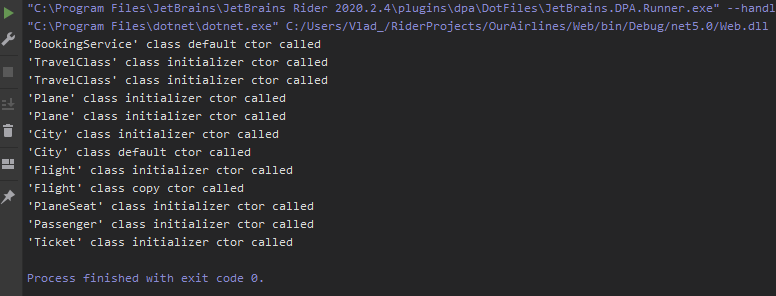 "C:\Program Files\JetBrains\JetBrains Rider 2020.2.4\plugins\dpa\DotFiles\JetBrains.DPA.Runner.exe" --handl
"C:\Program Files\dotnet\dotnet.exe" C:/Users/Vlad_/RiderProjects/OurAirlines/Web/bin/Debug/net5.0/Web.dll
'BookingService' class default ctor called
'TravelClass' class initializer ctor called
'TravelClass' class initializer ctor called
'Plane' class initializer ctor called
'Plane' class initializer ctor called
'City' class initializer ctor called
'City' class default ctor called
'Flight' class initializer ctor called
'Flight' class copy ctor called
'PlaneSeat' class initializer ctor called
'Passenger' class initializer ctor called
'Ticket' class initializer ctor called
Process finished with exit code 0.